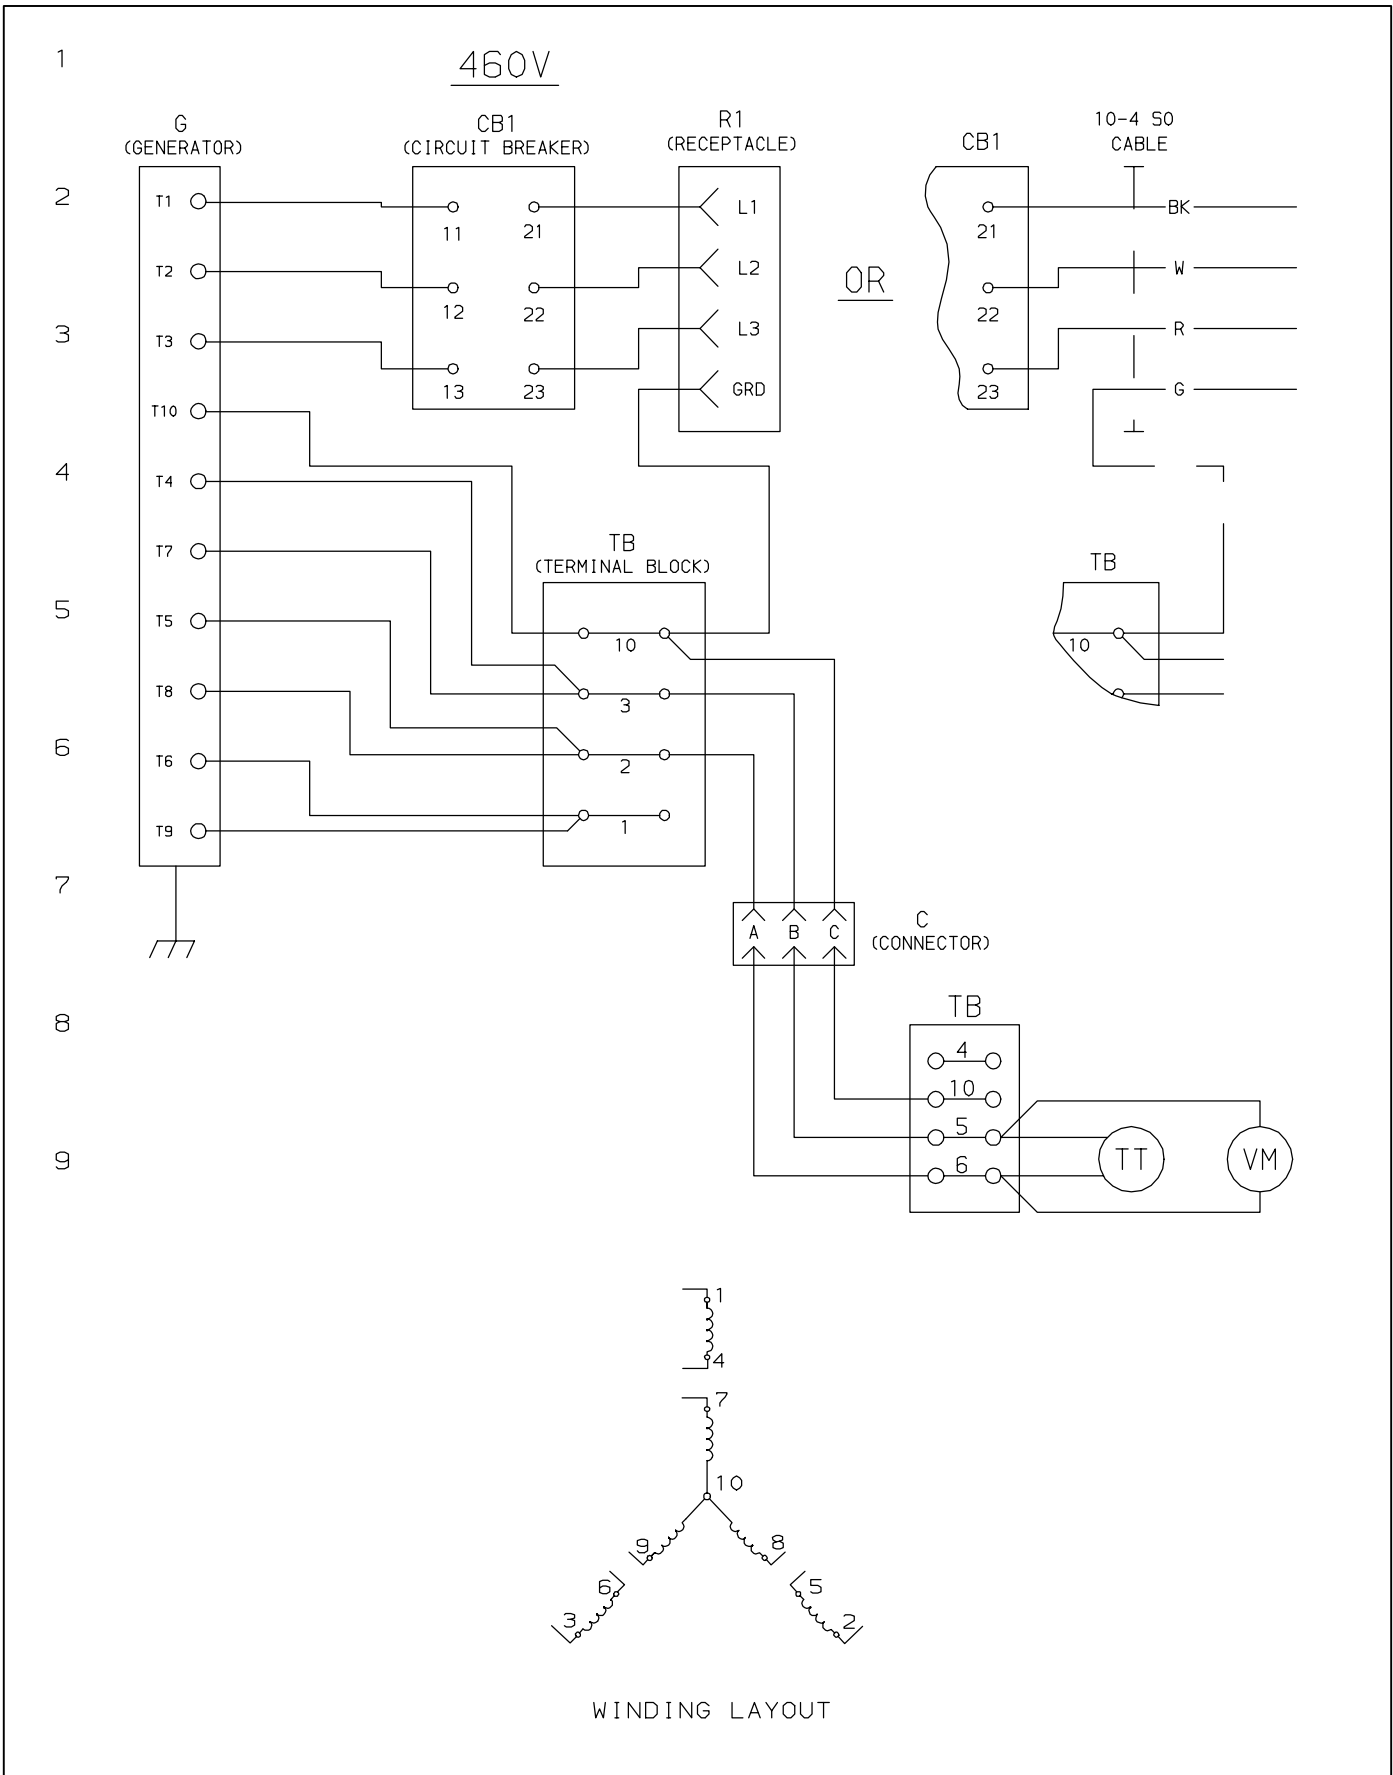 1
460V
G
(GENERATOR)
CB1
(CIRCUIT BREAKER)
R1
(RECEPTACLE)
CB1
10-4 SO
CABLE
2
T1
11
21
L1
21
BK
T2
12
22
L2
OR
22
W
3
T3
13
23
L3
23
R
T10
GRD
G
4
T4
T7
TB
(TERMINAL BLOCK)
TB
5
T5
10
10
T8
3
6
T6
2
T9
1
7
A B C
C
(CONNECTOR)
8
TB
4
10
5
9
6
TT
VM
1
4
7
10
9
8
6
5
3
2
WINDING LAYOUT